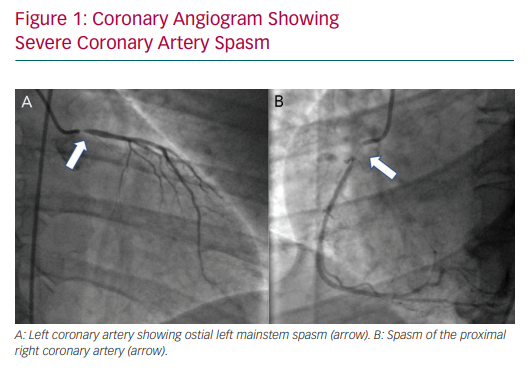 Figure 1: Coronary Angiogram Showing
Severe Coronary Artery Spasm
A
B
A: Left coronary artery showing ostial left mainstem spasm (arrow). B: Spasm of the proximal
right coronary artery (arrow).